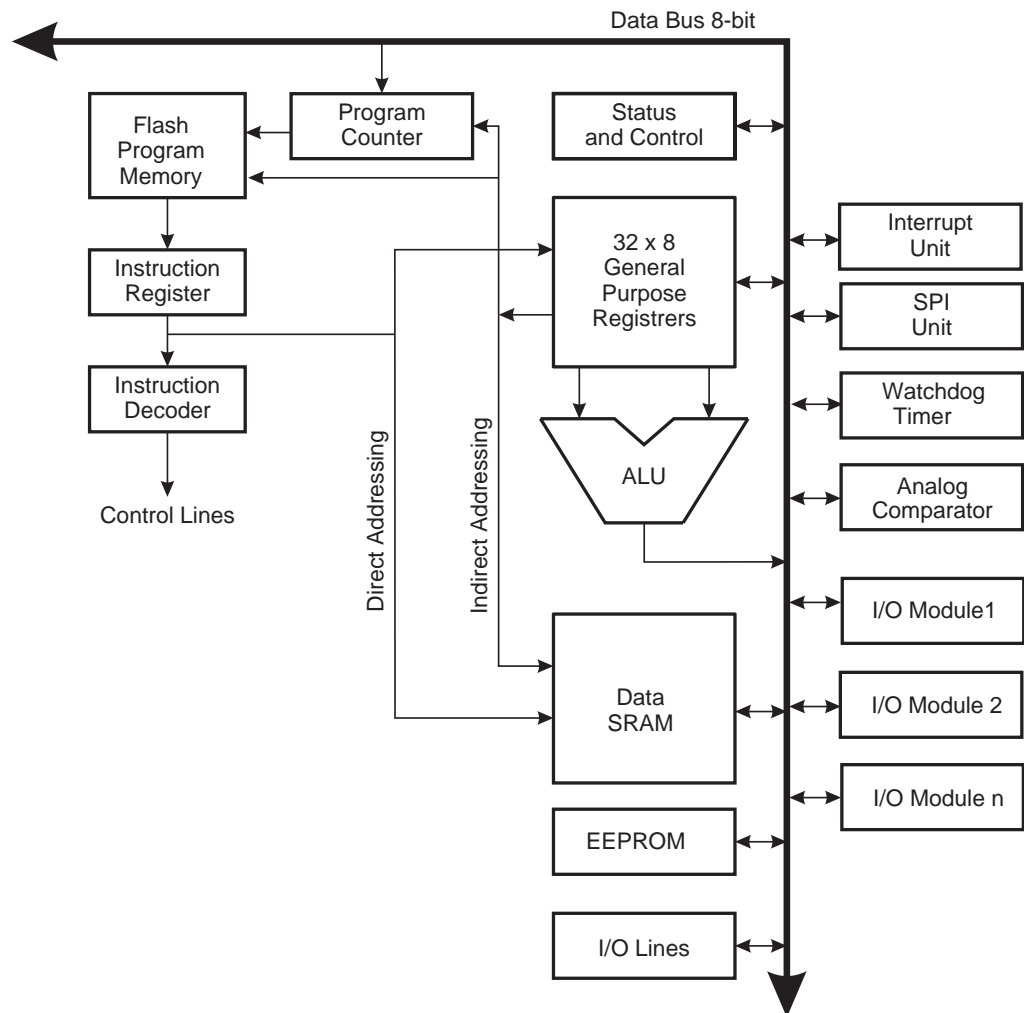 Data Bus 8-bit
Flash
Program
Memory
Program
Counter
Status
and Control
Interrupt
Unit
32 x 8
General
Purpose
Registrers
Instruction
Register
SPI
Unit
Instruction
Decoder
Watchdog
Timer
Direct Addressing
Indirect Addressing
ALU
Analog
Comparator
Control Lines
I/O Module1
Data
SRAM
I/O Module 2
I/O Module n
EEPROM
I/O Lines